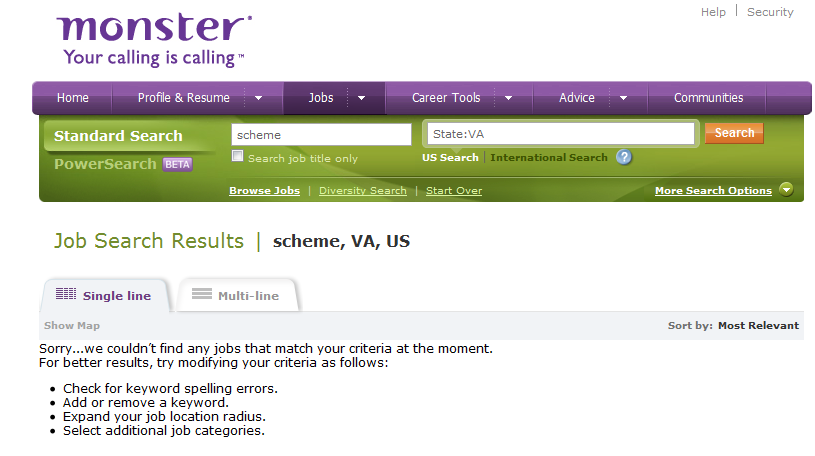 Help | Security
monster
Your calling is calling™
Home Profile & Resume Jobs Career Tools Advice Communities
Standard Search scheme State:VA Search
PowerSearch BETA Search job title only US Search | International Search ?
Browse Jobs | Diversity Search | Start Over More Search Options
Job Search Results | scheme, VA, US
Single line Multi-line
Show Map Sort by: Most Relevant
Sorry...we couldn't find any jobs that match your criteria at the moment.
For better results, try modifying your criteria as follows:
• Check for keyword spelling errors.
• Add or remove a keyword.
• Expand your job location radius.
• Select additional job categories.